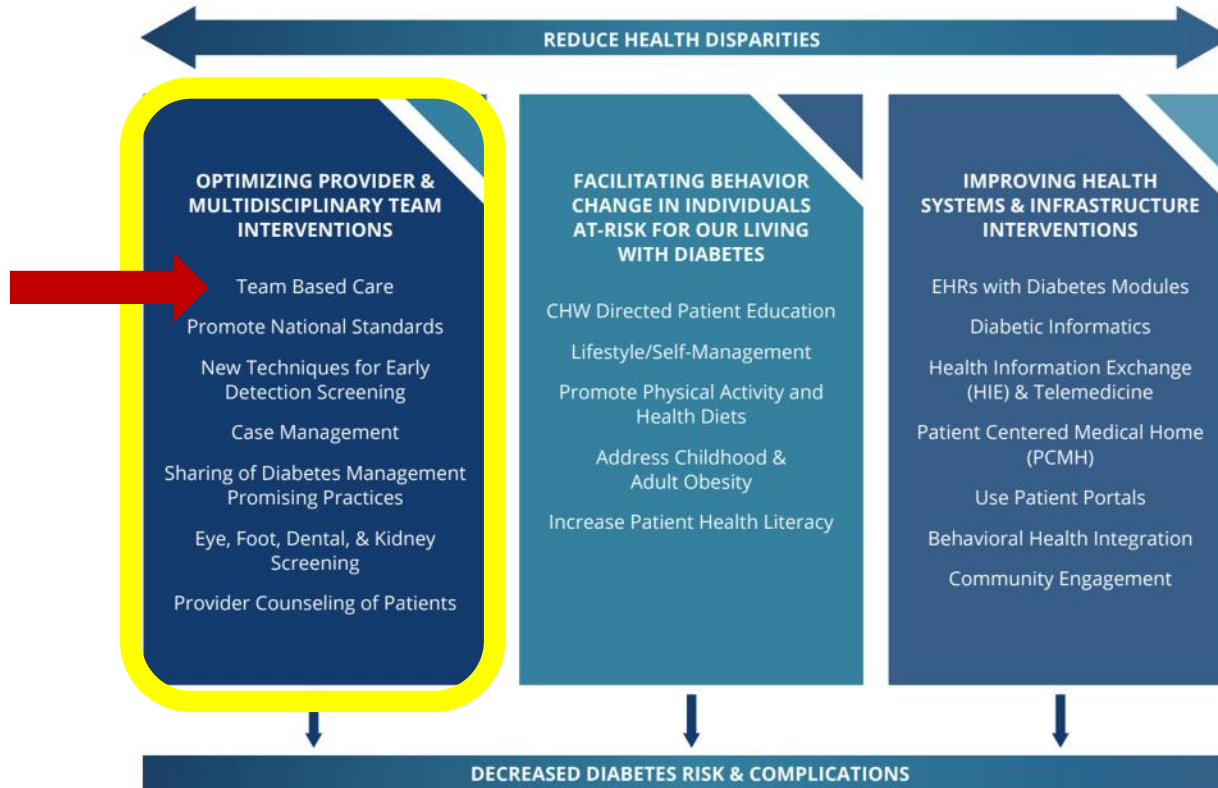 REDUCE HEALTH DISPARITIES
OPTIMIZING PROVIDER &
MULTIDISCIPLINARY TEAM
INTERVENTIONS
Team Based Care
Promote National Standards
New Techniques for Early
Detection Screening
Case Management
Sharing of Diabetes Management
Promising Practices
Eye, Foot, Dental, & Kidney
Screening
Provider Counseling of Patients
FACILITATING BEHAVIOR
CHANGE IN INDIVIDUALS
AT-RISK FOR OUR LIVING
WITH DIABETES
CHW Directed Patient Education
Lifestyle/Self-Management
Promote Physical Activity and
Health Diets
Address Childhood &
Adult Obesity
Increase Patient Health Literacy
IMPROVING HEALTH
SYSTEMS & INFRASTRUCTURE
INTERVENTIONS
EHRs with Diabetes Modules
Diabetic Informatics
Health Information Exchange
(HIE) & Telemedicine
Patient Centered Medical Home
(PCMH)
Use Patient Portals
Behavioral Health Integration
Community Engagement
DECREASED DIABETES RISK & COMPLICATIONS